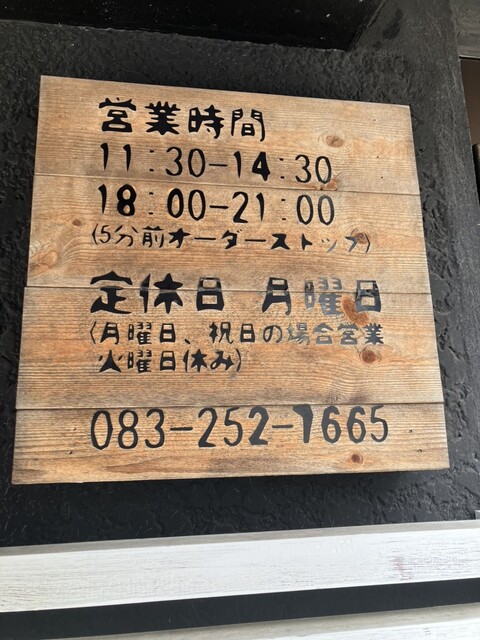 営業時間
11:30-14:30
18:00-21:00
(5分前オーダーストップ)
定休日 月曜日
(月曜日、祝日の場合営業
火曜日休み)
083-252-1665